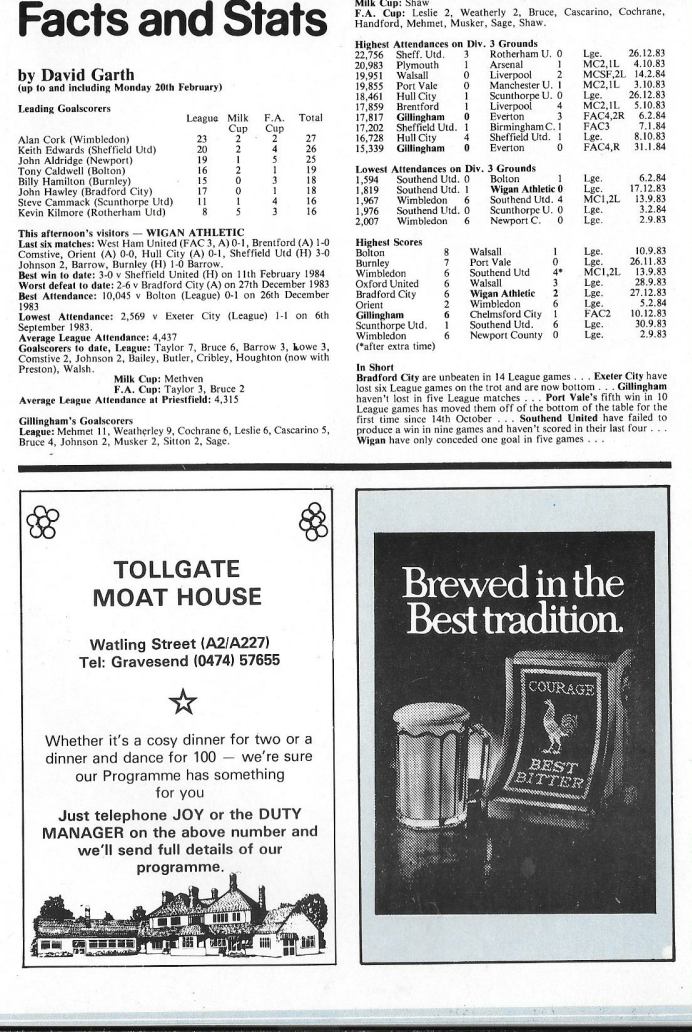 Facts and Stats
by David Garth
(up to and including Monday 20th February)
Leading Goalscorers
League Milk Cup F.A. Cup Total
Alan Cork (Wimbledon) 23 2 2 27
Keith Edwards (Sheffield Utd) 20 2 4 26
John Aldridge (Newport) 19 1 5 25
Tony Caldwell (Bolton) 16 2 1 19
Billy Hamilton (Burnley) 15 0 3 18
John Hawley (Bradford City) 17 0 1 18
Steve Cammack (Scunthorpe Utd) 11 1 4 16
Kevin Kilmore (Rotherham Utd) 8 5 3 16
This afternoon's visitors — WIGAN ATHLETIC
Last six matches: West Ham United (FAC 3, A) 0-1, Brentford (A) 1-0
Comstive, Orient (A) 0-0, Hull City (A) 0-1, Sheffield Utd (H) 3-0
Johnson 2, Barrow, Burnley (H) 1-0 Barrow.
Best win to date: 3-0 v Sheffield United (H) on 11th February 1984
Worst defeat to date: 2-6 v Bradford City (A) on 27th December 1983
Best Attendance: 10,045 v Bolton (League) 0-1 on 26th December
1983
Lowest Attendance: 2,569 v Exeter City (League) 1-1 on 6th
September 1983.
Average League Attendance: 4,437
Goalscorers to date, League: Taylor 7, Bruce 6, Barrow 3, Lowe 3,
Comstive 2, Johnson 2, Bailey, Butler, Cribley, Houghton (now with
Preston), Walsh.
Milk Cup: Methven
F.A. Cup: Taylor 3, Bruce 2
Average League Attendance at Priestfield: 4,315
Gillingham's Goalscorers
League: Mehmet 11, Weatherley 9, Cochrane 6, Leslie 6, Cascarino 5,
Bruce 4, Johnson 2, Musker 2, Sitton 2, Sage.
Milk Cup: Shaw
F.A. Cup: Leslie 2, Weatherly 2, Bruce, Cascarino, Cochrane,
Handford, Mehmet, Musker, Sage, Shaw.
Highest Attendances on Div. 3 Grounds
22,756 Sheff. Utd. 3 Rotherham U. 0 Lge. 26.12.83
20,983 Plymouth 1 Arsenal 1 MC2,1L 4.10.83
19,951 Walsall 0 Liverpool 2 MCSF,2L 14.2.84
19,855 Port Vale 0 Manchester U. 1 MC2,1L 3.10.83
18,461 Hull City 1 Scunthorpe U. 0 Lge. 26.12.83
17,859 Brentford 1 Liverpool 4 MC2,1L 5.10.83
17,817 Gillingham 0 Everton 3 FAC4,2R 6.2.84
17,202 Sheffield Utd. 1 Birmingham C. 1 FAC3 7.1.84
16,728 Hull City 4 Sheffield Utd. 1 Lge. 8.10.83
15,339 Gillingham 0 Everton 0 FAC4,R 31.1.84
Lowest Attendances on Div. 3 Grounds
1,594 Southend Utd. 0 Bolton 1 Lge. 6.2.84
1,819 Southend Utd. 1 Wigan Athletic 0 Lge. 17.12.83
1,967 Wimbledon 6 Southend Utd. 4 MC1,2L 13.9.83
1,976 Southend Utd. 0 Scunthorpe U. 0 Lge. 3.2.84
2,007 Wimbledon 6 Newport C. 0 Lge. 2.9.83
Highest Scores
Bolton 8 Walsall 1 Lge. 10.9.83
Burnley 7 Port Vale 0 Lge. 26.11.83
Wimbledon 6 Southend Utd 4* MC1,2L 13.9.83
Oxford United 6 Walsall 3 Lge. 28.9.83
Bradford City 6 Wigan Athletic 2 Lge. 27.12.83
Orient 2 Wimbledon 6 Lge. 5.2.84
Gillingham 6 Chelmsford City 1 FAC2 10.12.83
Scunthorpe Utd. 1 Southend Utd. 6 Lge. 30.9.83
Wimbledon 6 Newport County 0 Lge. 2.9.83
(*after extra time)
In Short
Bradford City are unbeaten in 14 League games . . . Exeter City have
lost six League games on the trot and are now bottom . . . Gillingham
haven't lost in five League matches . . . Port Vale's fifth win in 10
League games has moved them off of the bottom of the table for the
first time since 14th October . . . Southend United have failed to
produce a win in nine games and haven't scored in their last four . . .
Wigan have only conceded one goal in five games . . .
TOLLGATE
MOAT HOUSE
Watling Street (A2/A227)
Tel: Gravesend (0474) 57655
Whether it's a cosy dinner for two or a
dinner and dance for 100 — we're sure
our Programme has something
for you
Just telephone JOY or the DUTY
MANAGER on the above number and
we'll send full details of our
programme.
Brewed in the
Best tradition.
COURAGE
BEST
BITTER